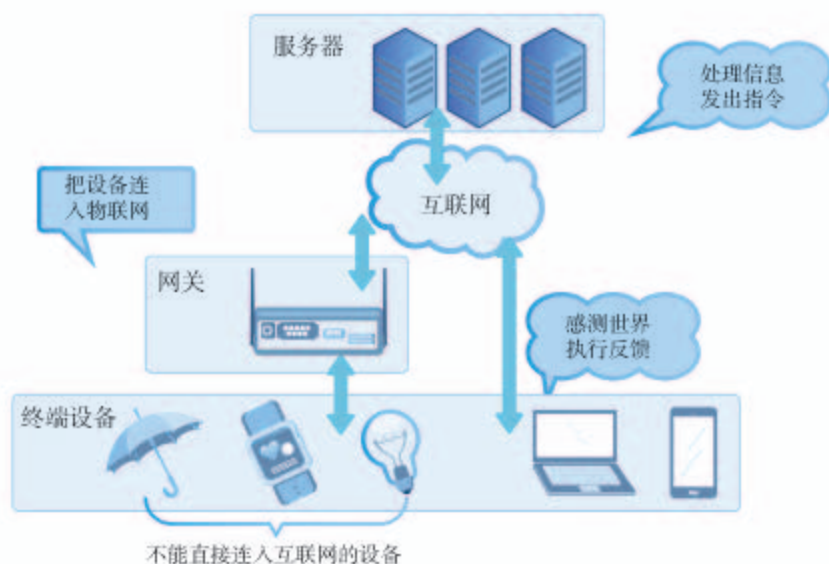 服务器
处理信息
发出指令
把设备连
入物联网
互联网
网关
感测世界
执行反馈
终端设备
不能直接连入互联网的设备